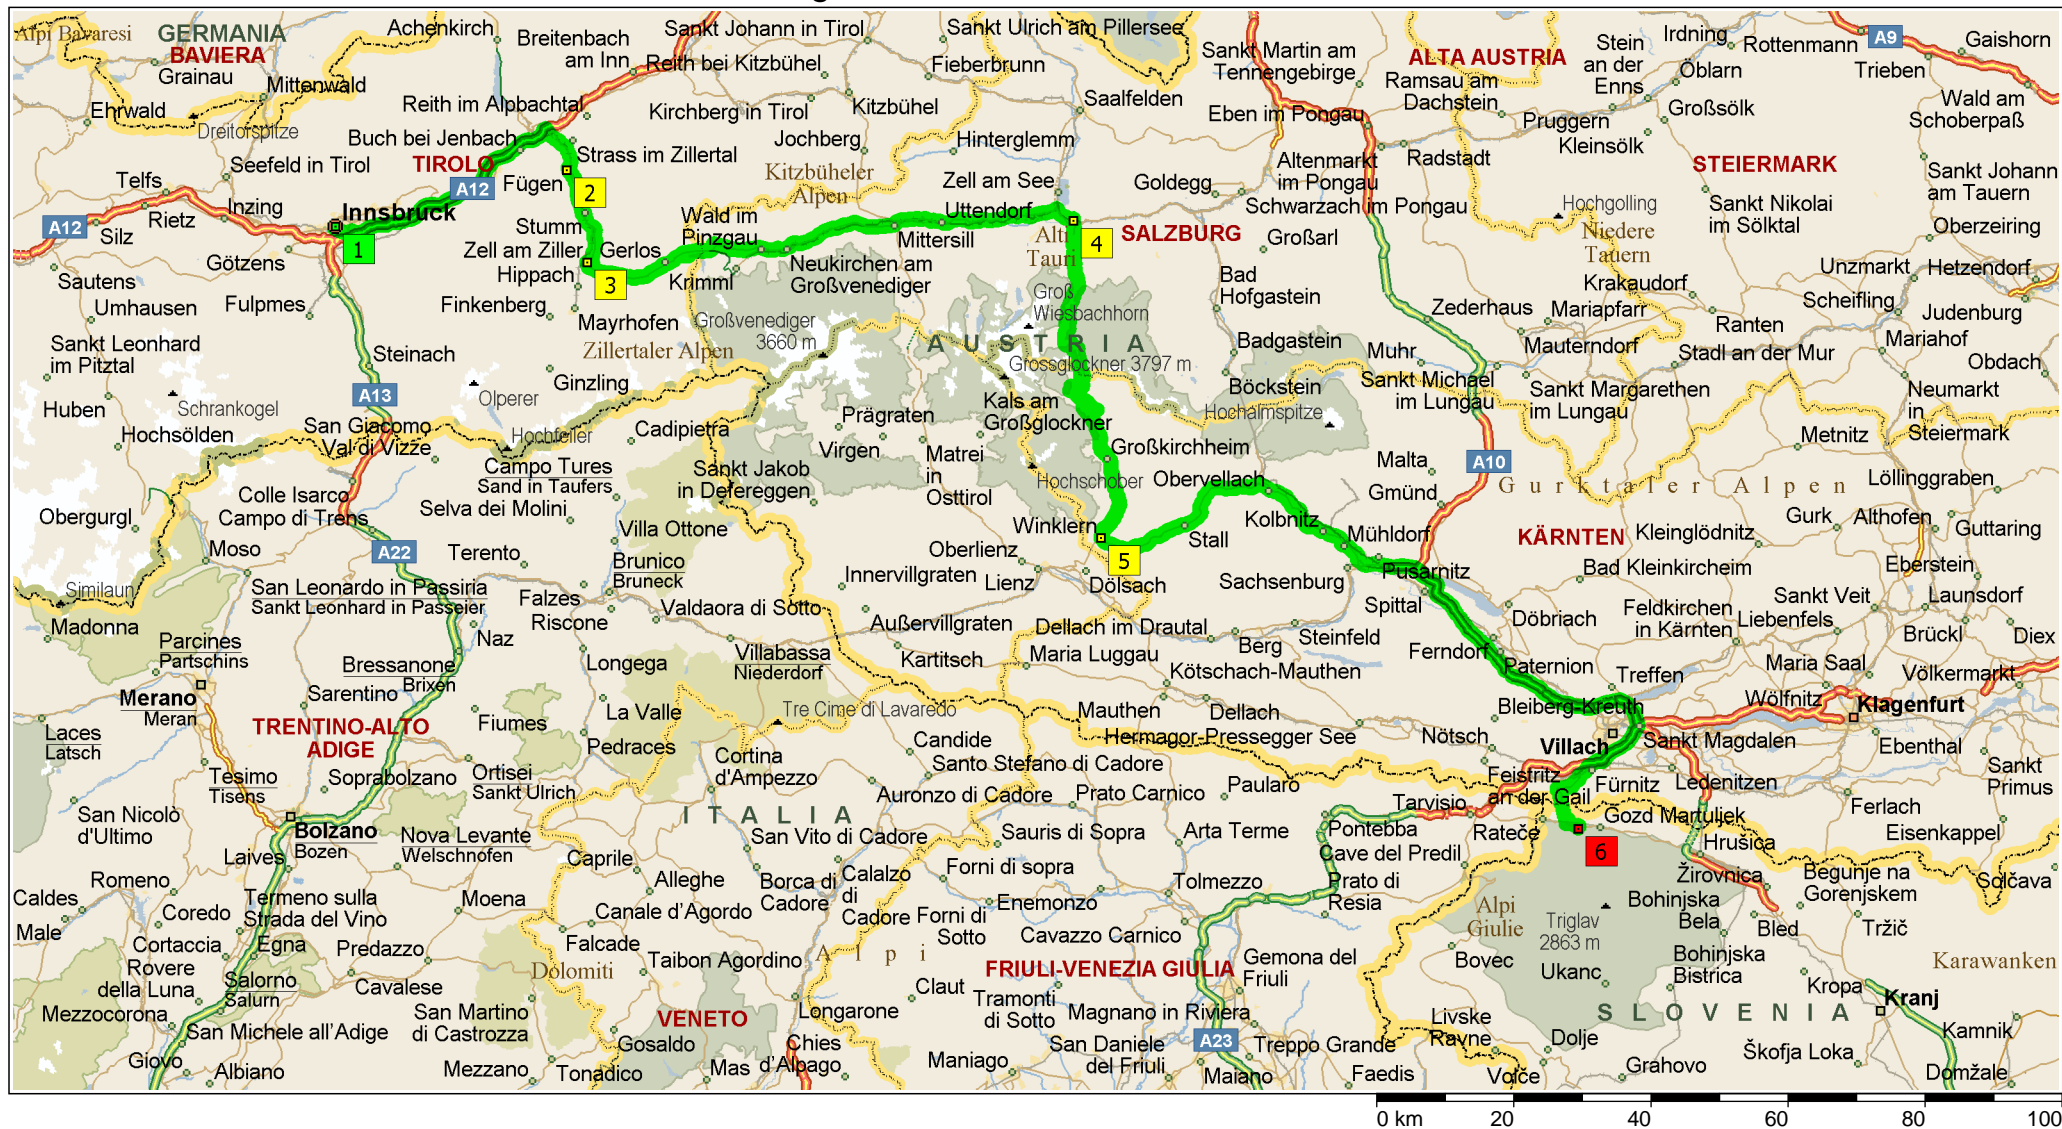 Alpi Bavaresi
GERMANIA
BAVIERA
Grainau
Mittenwald
Ehrwald
Dreitorspitze
Achenkirch
Breitenbach
am Inn
Sankt Johann in Tirol
Reith bei Kitzbühel
Sankt Ulrich am Pillersee
Fieberbrunn
Sankt Martin am
Tennengebirge
ALTA AUSTRIA
Ramsau am
Dachstein
Stein
an der
Enns
Irdning
Rottenmann
A9
Gaishorn
Öblarn
Trieben
Großsölk
Wald am
Schoberpaß
Reith im Alpbachtal
Kirchberg in Tirol
Kitzbühel
Saalfelden
Eben im Pongau
Pruggern
Kleinsölk
Buch bei Jenbach
Jochberg
Hinterglemm
Seefeld in Tirol
TIROLO
Strass im Zillertal
Kitzbüheler
Alpen
Altenmarkt
im Pongau
Radstadt
STEIERMARK
Sankt Johann
am Tauern
Telfs
A12
Fügen
2
Zell am See
Goldegg
Schwarzach im Pongau
Hochgolling
Sankt Nikolai
im Sölktal
Oberzeiring
A12
Rietz
Inzing
Innsbruck
Silz
1
Götzens
Stumm
Zell am Ziller
Hippach
Gerlos
3
Wald im
Pinzgau
Krimml
Uttendorf
Mittersill
Alti
Tauri
4
SALZBURG
Großarl
Niedere
Tauern
Unzmarkt
Hetzendorf
Sautens
Umhausen
Fulpmes
Finkenberg
Mayrhofen
Neukirchen am
Großvenediger
Groß
Wiesbachhorn
Bad
Hofgastein
Zederhaus
Krakaudorf
Mariapfarr
Scheifling
Judenburg
Großvenediger
3660 m
AUSTRIA
Grossglockner 3797 m
Badgastein
Ranten
Mariahof
Sankt Leonhard
im Pitztal
Steinach
Zillertaler Alpen
Muhr
Mauterndorf
Stadl an der Mur
Obdach
Huben
Schrankogel
A13
Olperer
Ginzling
Böckstein
Hochalmspitze
Sankt Michael
im Lungau
Sankt Margarethen
im Lungau
Neumarkt
in
Steiermark
Hochsölden
San Giacomo
Val di Vizze
Hochfeiler
Cadipietra
Prägraten
Virgen
Kals am
Großglockner
Großkirchheim
Metnitz
Campo Tures
Sand in Taufers
Sankt Jakob
in Defereggen
Matrei
in
Osttirol
Hochschober
Obervellach
Malta
A10
Gurktaler Alpen
Löllinggraben
Colle Isarco
Campo di Trens
Selva dei Molini
Gmünd
Obergurgl
Villa Ottone
Winklern
Kolbnitz
Mühldorf
KÄRNTEN
Kleinglödnitz
Gurk
Althofen
Guttaring
Moso
A22
Terento
Brunico
Bruneck
Oberlienz
Stall
5
Innervillgraten
Lienz
Dölsach
Sachsenburg
Pusarnitz
Bad Kleinkirchheim
Eberstein
Similaun
San Leonardo in Passiria
Sankt Leonhard in Passeier
Falzes
Riscone
Valdaora di Sotto
Spittal
Döbriach
Feldkirchen
in Kärnten
Sankt Veit
Liebenfels
Launsdorf
Madonna
Parcines
Partschins
Naz
Außervillgraten
Dellach im Drautal
Berg
Steinfeld
Ferndorf
Brückl
Diex
Bressanone
Brixen
Longega
Villabassa
Niederdorf
Kartitsch
Maria Luggau
Kötschach-Mauthen
Paternion
Treffen
Maria Saal
Völkermarkt
Merano
Meran
Sarentino
La Valle
Tre Cime di Lavaredo
Mauthen
Dellach
Bleiberg-Kreuth
Wölfnitz
Klagenfurt
Laces
Latsch
TRENTINO-ALTO
ADIGE
Fiumes
Pedraces
Candide
Hermagor-Pressegger See
Nötsch
Villach
Sankt Magdalen
Ebenthal
Tesimo
Tisens
Soprabolzano
Ortisei
Sankt Ulrich
Cortina
d'Ampezzo
Santo Stefano di Cadore
Feistritz
an der Gail
Fürnitz
Ledenitzen
Sankt
Primus
San Nicolò
d'Ultimo
ITALIA
Auronzo di Cadore
Prato Carnico
Paularo
Tarvisio
Ferlach
Bolzano
Bozen
Nova Levante
Welschnofen
San Vito di Cadore
Sauris di Sopra
Arta Terme
Pontebba
Cave del Predil
Rateče
Gozd Martuljek
Hrušica
Eisenkappel
Laives
Caprile
6
Romeno
Alleghe
Borca di
Cadore
Calalzo
di
Cadore
Forni di sopra
Tolmezzo
Prato di
Resia
Žirovnica
Begunje na
Gorenjskem
Solčava
Caldes
Male
Coredo
Termeno sulla
Strada del Vino
Moena
Canale d'Agordo
Forni di
Sotto
Enemonzo
Alpi
Giulie
Triglav
2863 m
Bohinjska
Bela
Bled
Tržič
Cortaccia
Egna
Predazzo
Falcade
Taibon Agordino
Alpi
Cavazzo Carnico
Rovere
della Luna
Salorno
Salurn
Cavalese
Dolomiti
Claut
FRIULI-VENEZIA GIULIA
Gemona del
Friuli
Bovec
Ukanc
Bohinjska
Bistrica
Karawanken
Mezzocorona
San Martino
di Castrozza
VENETO
Longarone
Tramonti
di Sotto
Magnano in Riviera
Livske
Ravne
SLOVENIA
Kropa
Kranj
San Michele all'Adige
Gosaldo
Chies
d'Alpago
San Daniele
del Friuli
A23
Treppo Grande
Dolje
Škofja Loka
Kamnik
Giovo
Albiano
Mezzano
Tonadico
Mas
Maniago
Maiano
Faedis
Volče
Grahovo
Domžale
0 km
20
40
60
80
100